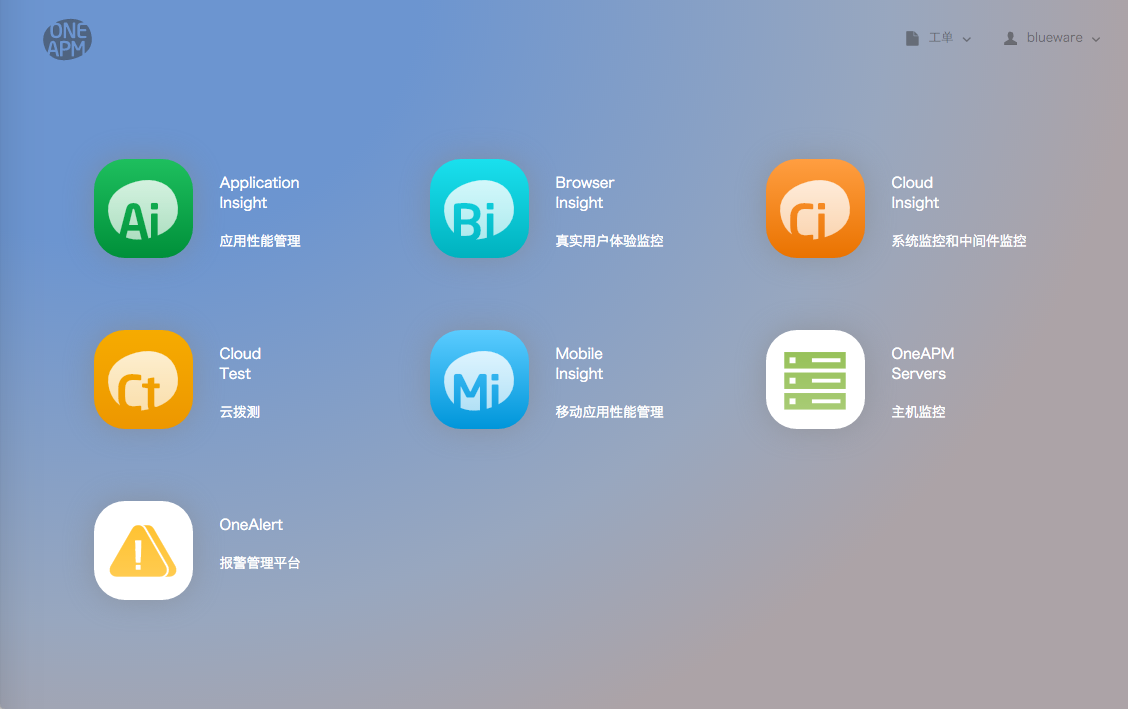 ONE
APM
工单
blueware
Ai
Application
Insight
应用性能管理
Bi
Browser
Insight
真实用户体验监控
Ci
Cloud
Insight
系统监控和中间件监控
Ct
Cloud
Test
云拨测
Mi
Mobile
Insight
移动应用性能管理
OneAPM
Servers
主机监控
!
OneAlert
报警管理平台